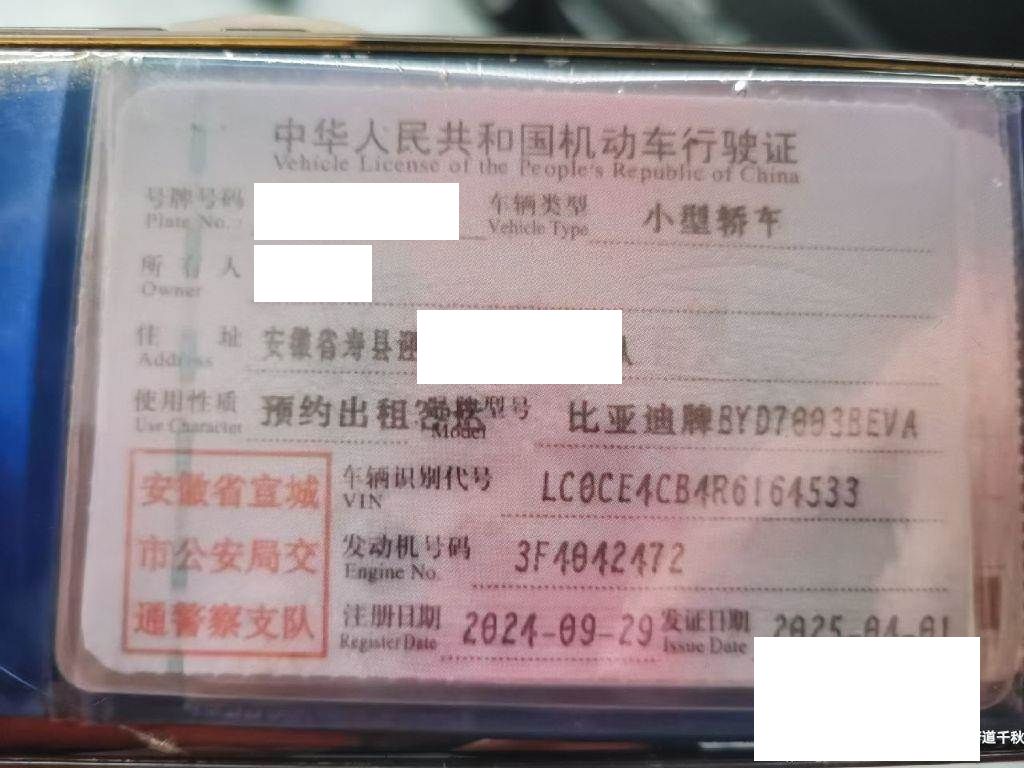 中华人民共和国机动车行驶证
Vehicle License of the People's Republic of China
号牌号码 车辆类型 小型轿车
Plate No. Vehicle Type
所有人
Owner
住址 安徽省寿县迎
Address
使用性质 预约出租客运 品牌型号 比亚迪牌BYD7003BEVA
Use Character Model
安徽省宣城
市公安局交
通警察支队
车辆识别代号 LC0CE4CB4R6164533
VIN
发动机号码 3F4042472
Engine No.
注册日期 2024-09-29 发证日期 2025-04-01
Register Date Issue Date
道千秋